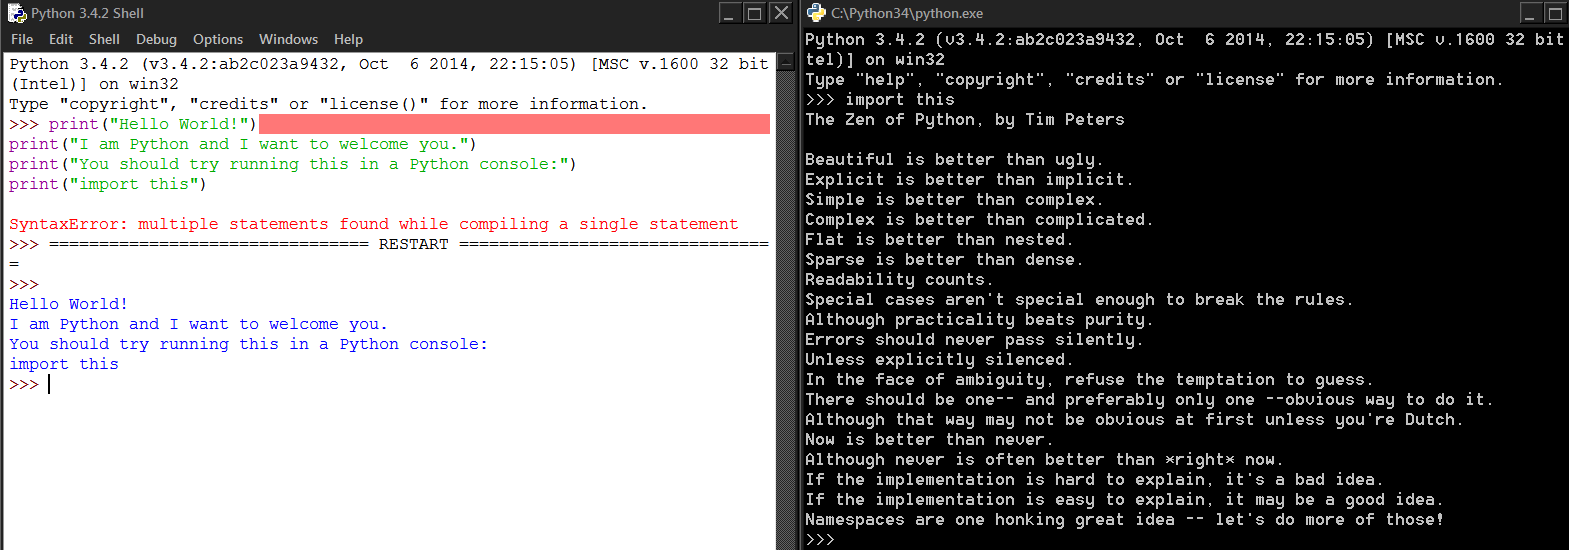 Python 3.4.2 Shell
File Edit Shell Debug Options Windows Help
Python 3.4.2 (v3.4.2:ab2c023a9432, Oct  6 2014, 22:15:05) [MSC v.1600 32 bit
(Intel)] on win32
Type "copyright", "credits" or "license()" for more information.
>>> print("Hello World!")
print("I am Python and I want to welcome you.")
print("You should try running this in a Python console:")
print("import this")
SyntaxError: multiple statements found while compiling a single statement
>>> ================================ RESTART ===============================
=
>>>
Hello World!
I am Python and I want to welcome you.
You should try running this in a Python console:
import this
>>>
C:\Python34\python.exe
Python 3.4.2 (v3.4.2:ab2c023a9432, Oct  6 2014, 22:15:05) [MSC v.1600 32 bit
tel)] on win32
Type "help", "copyright", "credits" or "license" for more information.
>>> import this
The Zen of Python, by Tim Peters
Beautiful is better than ugly.
Explicit is better than implicit.
Simple is better than complex.
Complex is better than complicated.
Flat is better than nested.
Sparse is better than dense.
Readability counts.
Special cases aren't special enough to break the rules.
Although practicality beats purity.
Errors should never pass silently.
Unless explicitly silenced.
In the face of ambiguity, refuse the temptation to guess.
There should be one-- and preferably only one --obvious way to do it.
Although that way may not be obvious at first unless you're Dutch.
Now is better than never.
Although never is often better than *right* now.
If the implementation is hard to explain, it's a bad idea.
If the implementation is easy to explain, it may be a good idea.
Namespaces are one honking great idea -- let's do more of those!
>>>